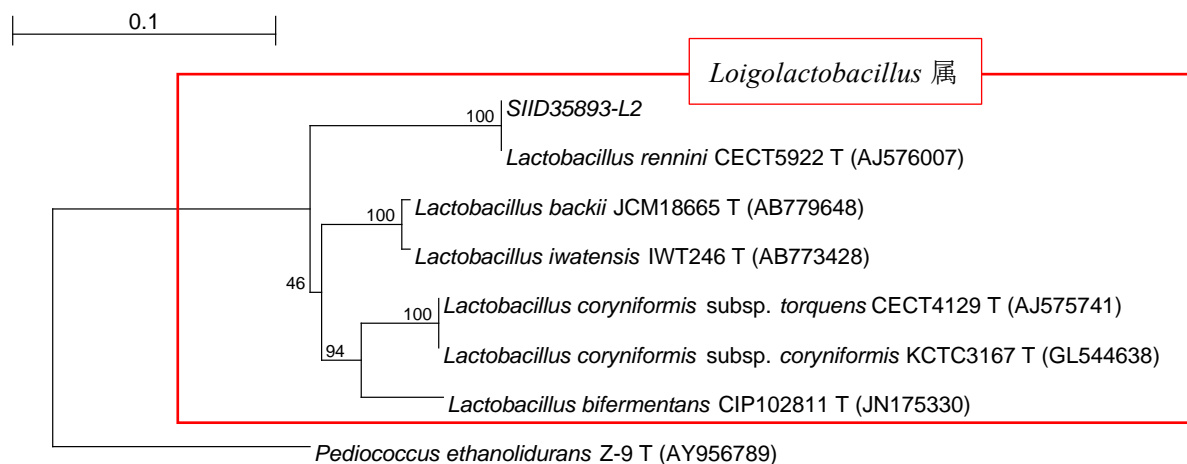 0.1
Loigolactobacillus 属
SIID35893-L2
100
Lactobacillus rennini CECT5922 T (AJ576007)
Lactobacillus backii JCM18665 T (AB779648)
100
Lactobacillus iwatensis IWT246 T (AB773428)
46
Lactobacillus coryniformis subsp. torquens CECT4129 T (AJ575741)
100
Lactobacillus coryniformis subsp. coryniformis KCTC3167 T (GL544638)
94
Lactobacillus bifermentans CIP102811 T (JN175330)
Pediococcus ethanolidurans Z-9 T (AY956789)